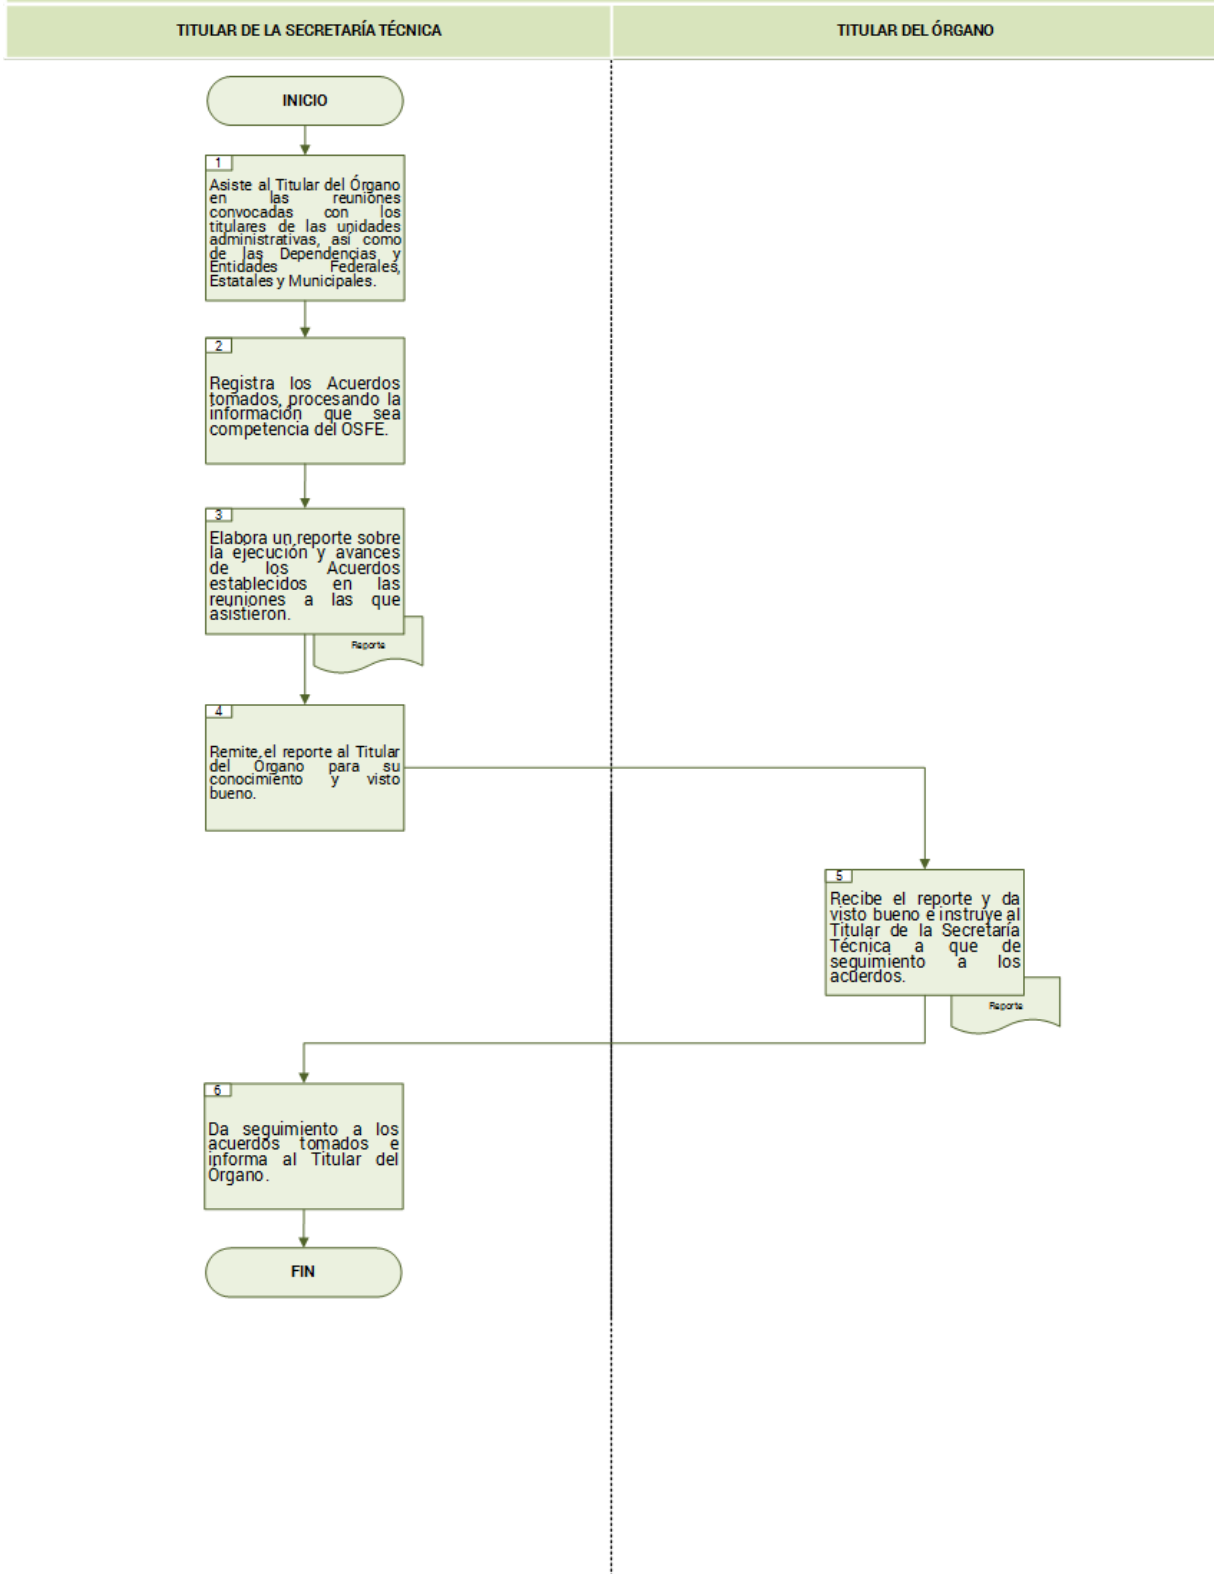 TITULAR DE LA SECRETARÍA TÉCNICA
TITULAR DEL ÓRGANO
INICIO
1
Asiste al Titular del Órgano
en las reuniones
convocadas con los
titulares de las unidades
administrativas, así como
de las Dependencias y
Entidades Federales,
Estatales y Municipales.
2
Registra los Acuerdos
tomados, procesando la
información que sea
competencia del OSFE.
3
Elabora un reporte sobre
la ejecución y avances
de los Acuerdos
establecidos en las
reuniones a las que
asistieron.
Reporte
4
Remite el reporte al Titular
del Órgano para su
conocimiento y visto
bueno.
5
Recibe el reporte y da
visto bueno e instruye al
Titular de la Secretaría
Técnica a que de
seguimiento a los
acuerdos.
Reporte
6
Da seguimiento a los
acuerdos tomados e
informa al Titular del
Órgano.
FIN